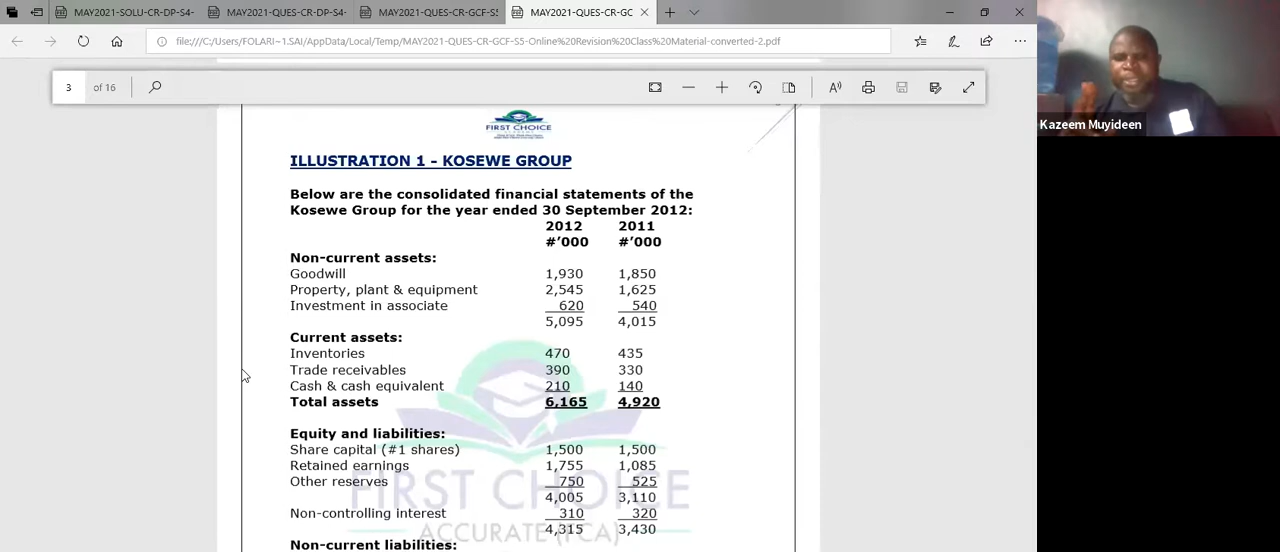 MAY2021-SOLU-CR-DP-S4-
MAY2021-QUES-CR-DP-S4-
MAY2021-QUES-CR-GCF-S5
MAY2021-QUES-CR-GC
file:///C:/Users/FOLARI~1.SAI/AppData/Local/Temp/MAY2021-QUES-CR-GCF-S5-Online%20Revision%20Class%20Material-converted-2.pdf
3 of 16
Kazeem Muyideen
FIRST CHOICE
ILLUSTRATION 1 - KOSEWE GROUP
Below are the consolidated financial statements of the
Kosewe Group for the year ended 30 September 2012:
2012 2011
#'000 #'000
Non-current assets:
Goodwill 1,930 1,850
Property, plant & equipment 2,545 1,625
Investment in associate 620 540
5,095 4,015
Current assets:
Inventories 470 435
Trade receivables 390 330
Cash & cash equivalent 210 140
Total assets 6,165 4,920
Equity and liabilities:
Share capital (#1 shares) 1,500 1,500
Retained earnings 1,755 1,085
Other reserves 750 525
4,005 3,110
Non-controlling interest 310 320
4,315 3,430
Non-current liabilities:
FIRST CHOICE
ACCURATE (FCA)